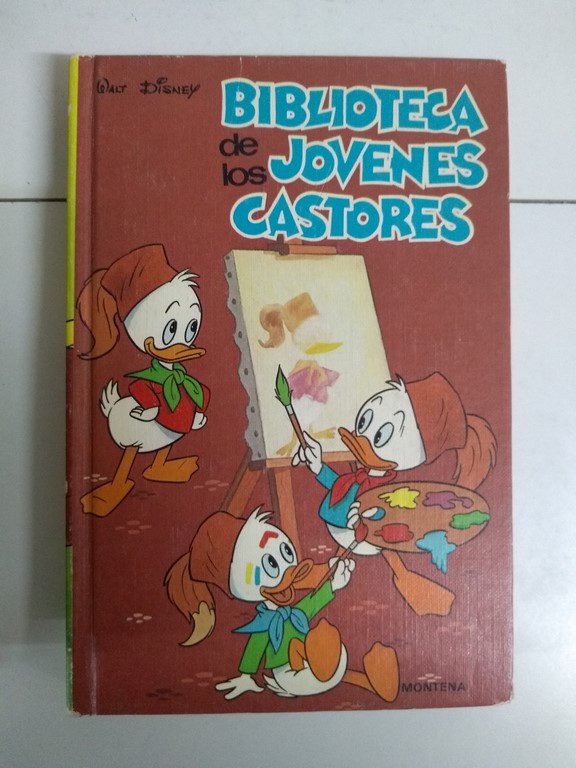 WALT DISNEY
BIBLIOTECA
de
los JOVENES
CASTORES
MONTENA